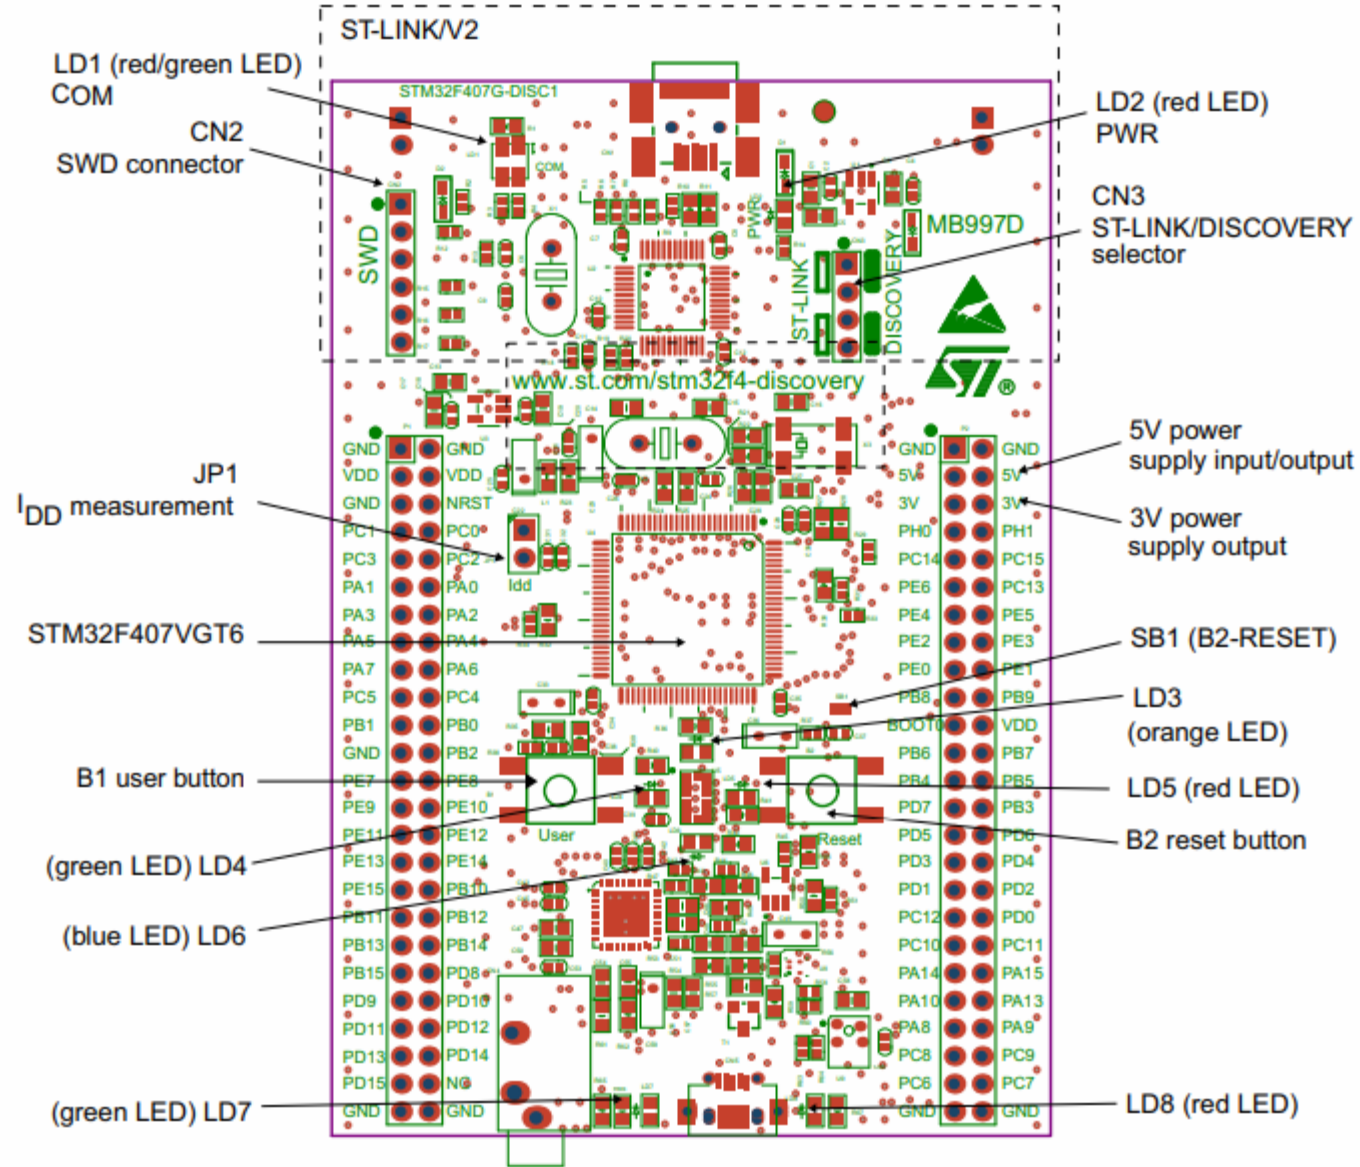 ST-LINK/V2
LD1 (red/green LED)
COM
CN2
SWD connector
LD2 (red LED)
PWR
CN3
ST-LINK/DISCOVERY
selector
STM32F407G-DISC1
COM
SWD
PWR
ST-LINK
DISCOVERY
MB997D
ST®
www.st.com/stm32f4-discovery
JP1
IDD measurement
STM32F407VGT6
B1 user button
(green LED) LD4
(blue LED) LD6
(green LED) LD7
5V power
supply input/output
3V power
supply output
SB1 (B2-RESET)
LD3
(orange LED)
LD5 (red LED)
B2 reset button
LD8 (red LED)
Idd
User
Reset
GND GND
VDD VDD
GND NRST
PC1 PC0
PC3 PC2
PA1 PA0
PA3 PA2
PA5 PA4
PA7 PA6
PC5 PC4
PB1 PB0
GND PB2
PE7 PE8
PE9 PE10
PE11 PE12
PE13 PE14
PE15 PB10
PB11 PB12
PB13 PB14
PB15 PD8
PD9 PD10
PD11 PD12
PD13 PD14
PD15 NC
GND GND
GND GND
5V 5V
3V 3V
PH0 PH1
PC14 PC15
PE6 PC13
PE4 PE5
PE2 PE3
PE0 PE1
PB8 PB9
BOOT0 VDD
PB6 PB7
PB4 PB5
PD7 PB3
PD5 PD6
PD3 PD4
PD1 PD2
PC12 PD0
PC10 PC11
PA14 PA15
PA10 PA13
PA8 PA9
PC8 PC9
PC6 PC7
GND GND